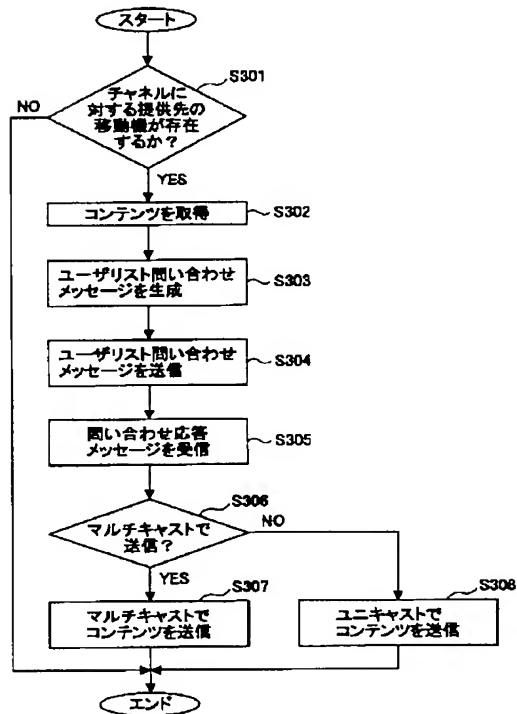 スタート
S301
チャネルに
対する提供先の
移動機が存在
するか?
NO
YES
コンテンツを取得
S302
ユーザリスト問い合わせ
メッセージを生成
S303
ユーザリスト問い合わせ
メッセージを送信
S304
問い合わせ応答
メッセージを受信
S305
S306
マルチキャストで
送信?
NO
YES
S307
マルチキャストで
コンテンツを送信
S308
ユニキャストで
コンテンツを送信
エンド